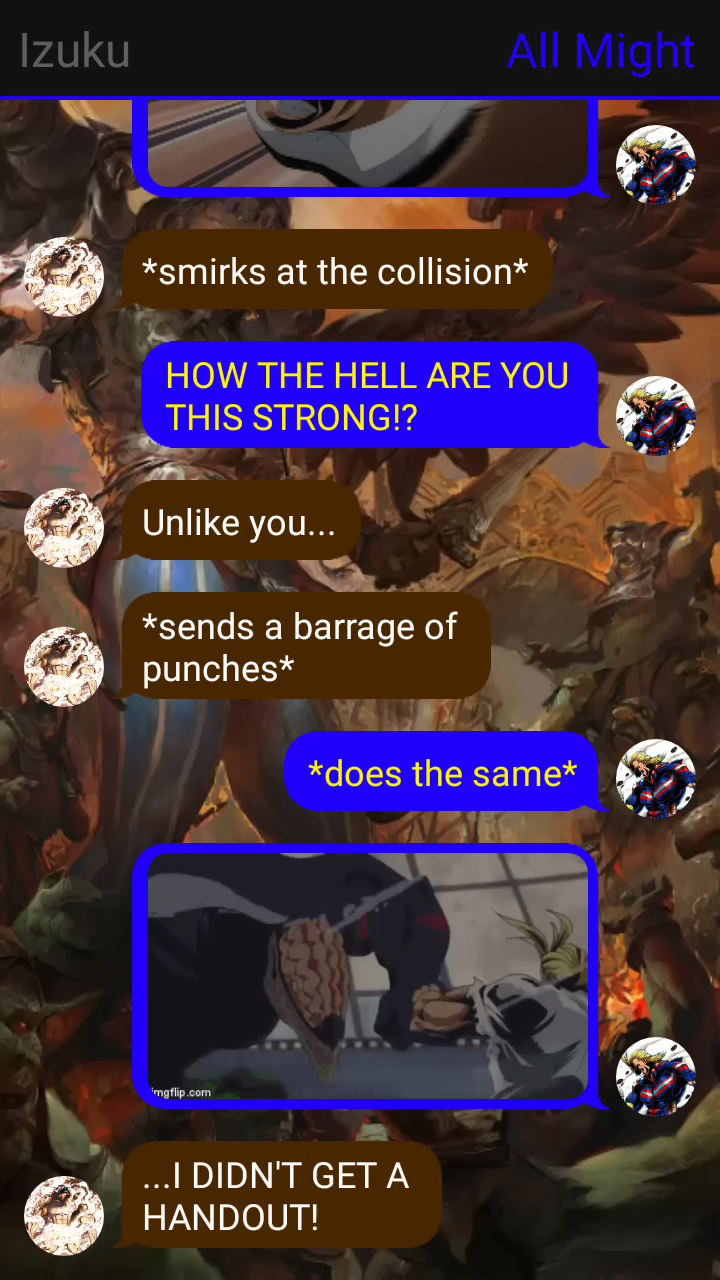 Izuku
All Might
*smirks at the collision*
HOW THE HELL ARE YOU
THIS STRONG!?
Unlike you...
*sends a barrage of
punches*
*does the same*
imgflip.com
...I DIDN'T GET A
HANDOUT!